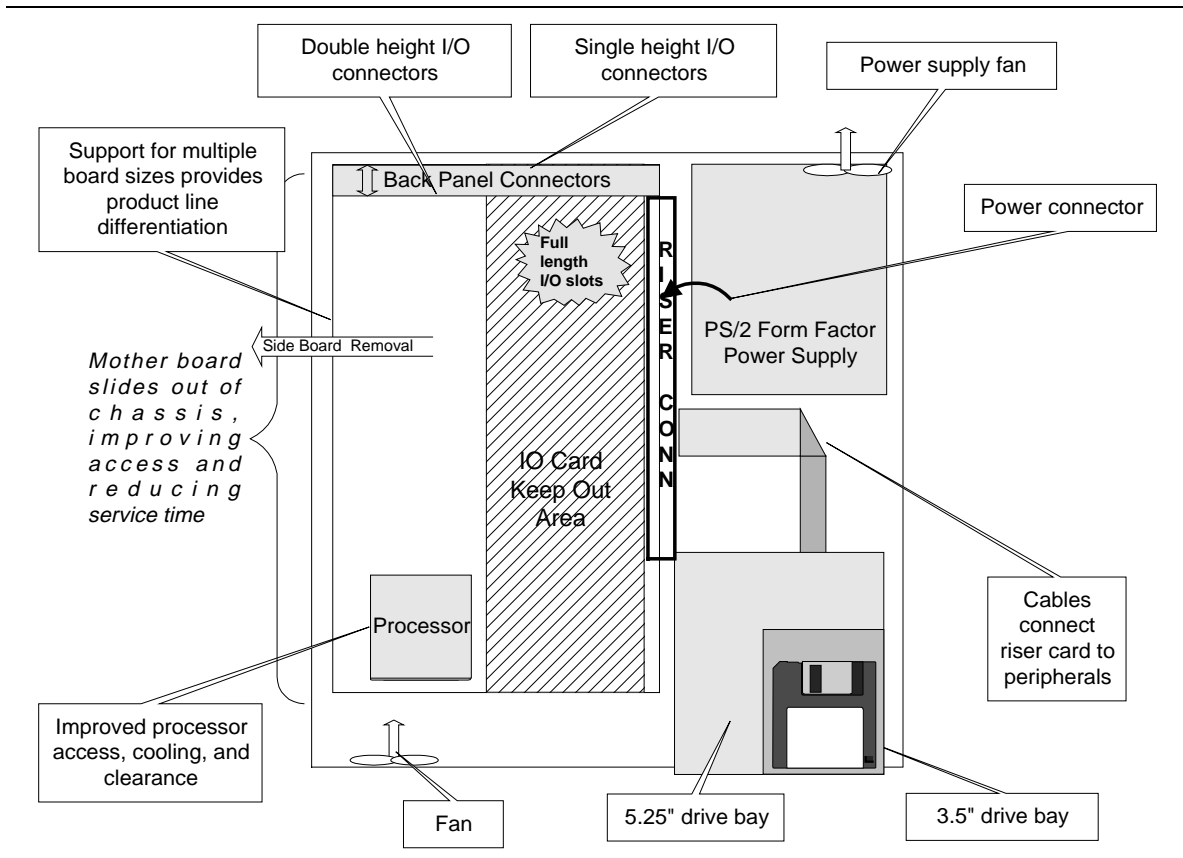 Double height I/O
connectors
Single height I/O
connectors
Power supply fan
Support for multiple
board sizes provides
product line
differentiation
Back Panel Connectors
Full
length
I/O slots
Power connector
RISER CONN
PS/2 Form Factor
Power Supply
Side Board Removal
Mother board
slides out of
chassis,
improving
access and
reducing
service time
IO Card
Keep Out
Area
Processor
Cables
connect
riser card to
peripherals
Improved processor
access, cooling, and
clearance
Fan
5.25" drive bay
3.5" drive bay